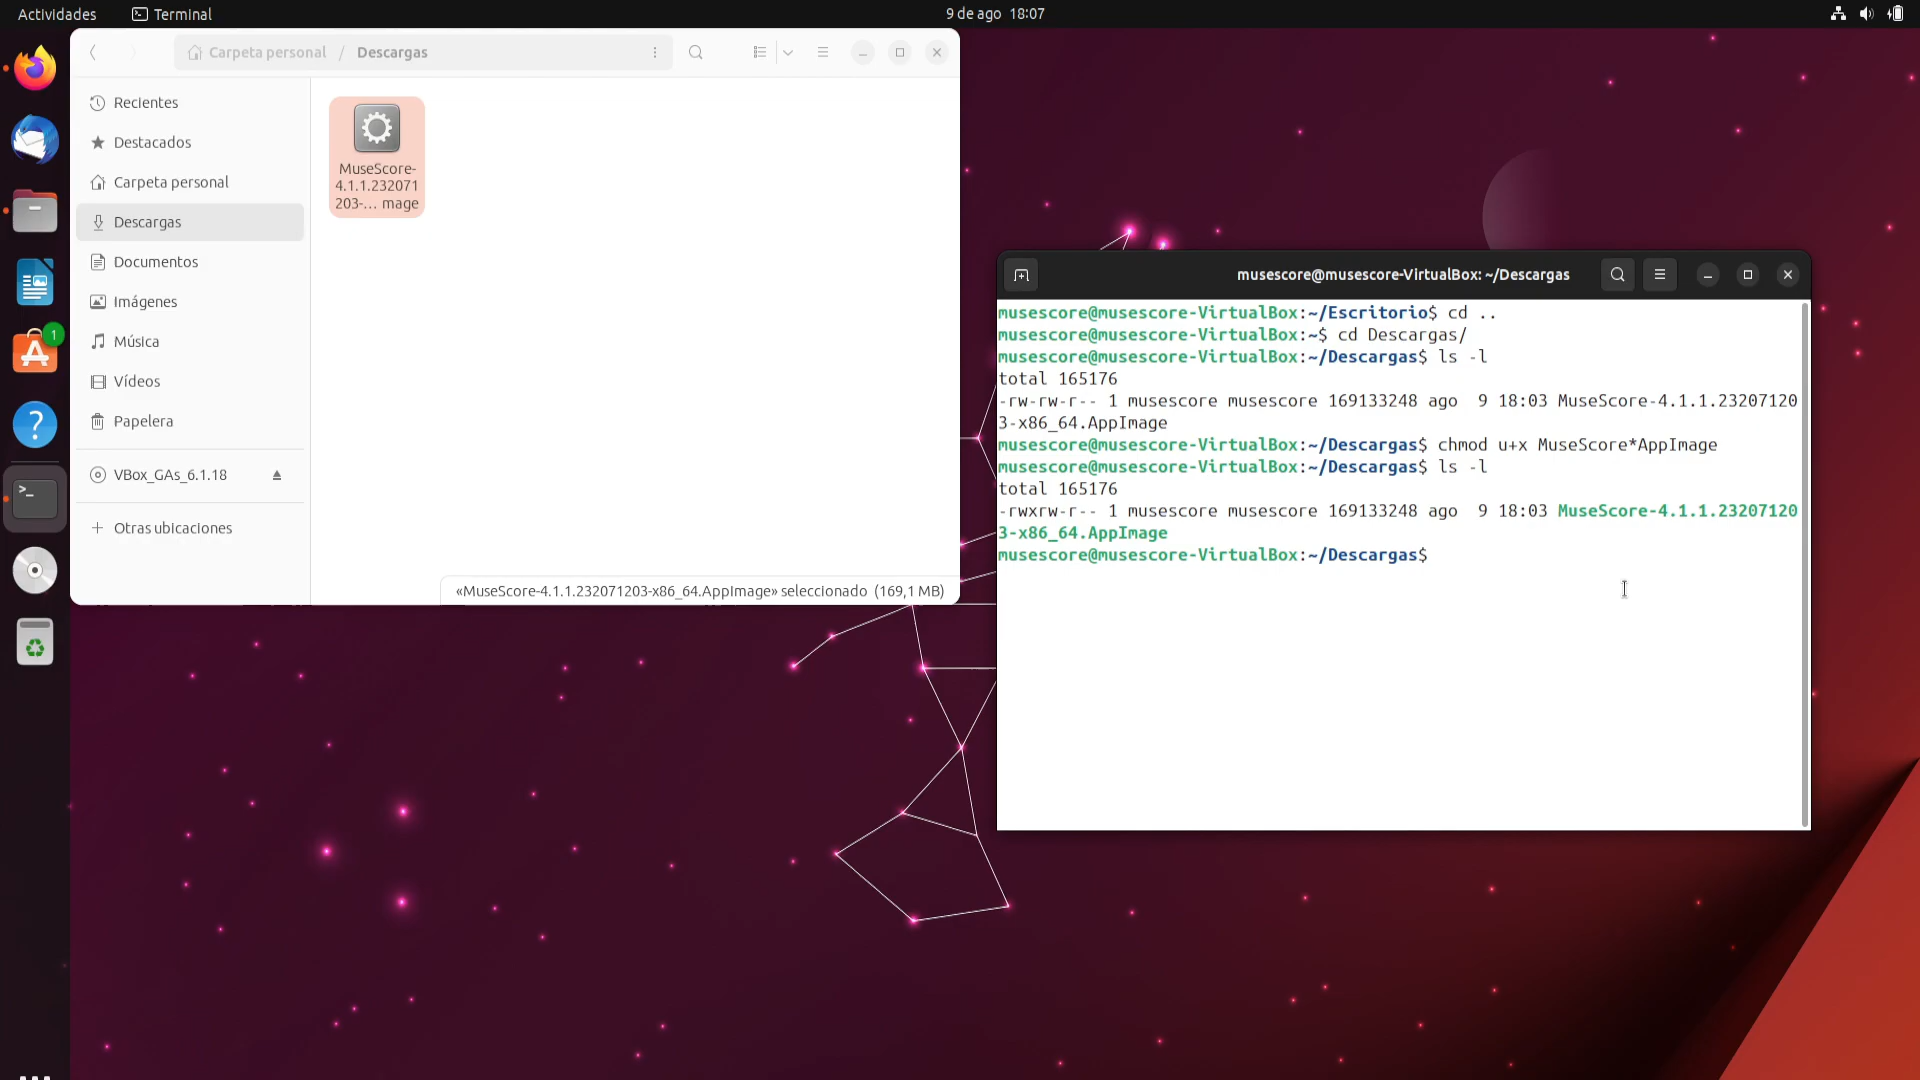 Actividades
Terminal
9 de ago 18:07
Carpeta personal / Descargas
Recientes
Destacados
Carpeta personal
Descargas
Documentos
Imágenes
Música
Vídeos
Papelera
VBox_GAs_6.1.18
+ Otras ubicaciones
MuseScore-
4.1.1.232071
203-... mage
«MuseScore-4.1.1.232071203-x86_64.AppImage» seleccionado (169,1 MB)
1
?
>_
musescore@musescore-VirtualBox: ~/Descargas
musescore@musescore-VirtualBox:~/Escritorio$ cd ..
musescore@musescore-VirtualBox:~$ cd Descargas/
musescore@musescore-VirtualBox:~/Descargas$ ls -l
total 165176
-rw-rw-r-- 1 musescore musescore 169133248 ago  9 18:03 MuseScore-4.1.1.23207120
3-x86_64.AppImage
musescore@musescore-VirtualBox:~/Descargas$ chmod u+x MuseScore*AppImage
musescore@musescore-VirtualBox:~/Descargas$ ls -l
total 165176
-rwxrw-r-- 1 musescore musescore 169133248 ago  9 18:03 MuseScore-4.1.1.23207120
3-x86_64.AppImage
musescore@musescore-VirtualBox:~/Descargas$